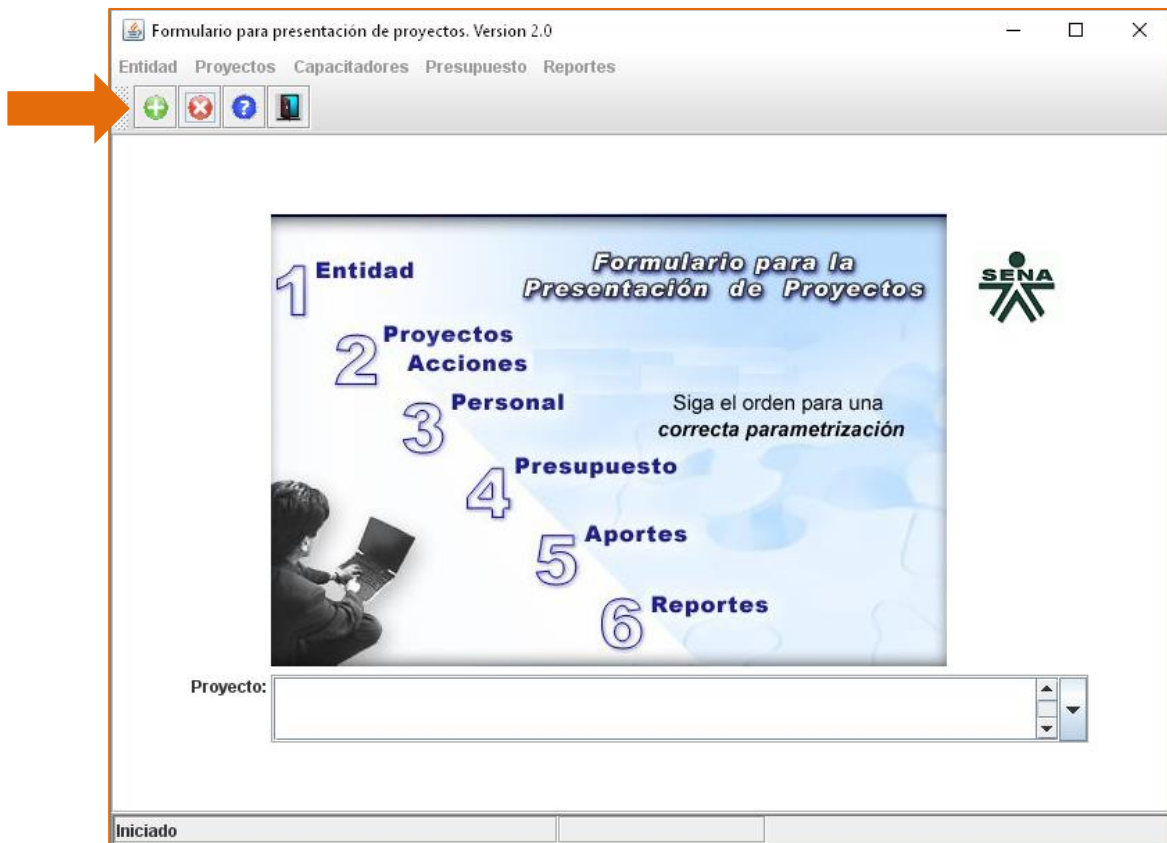 Formulario para presentación de proyectos. Version 2.0
Entidad Proyectos Capacitadores Presupuesto Reportes
Formulario para la
Presentación de Proyectos
1 Entidad
SENA
2 Proyectos
Acciones
3 Personal
Siga el orden para una
correcta parametrización
4 Presupuesto
5 Aportes
6 Reportes
Proyecto:
Iniciado